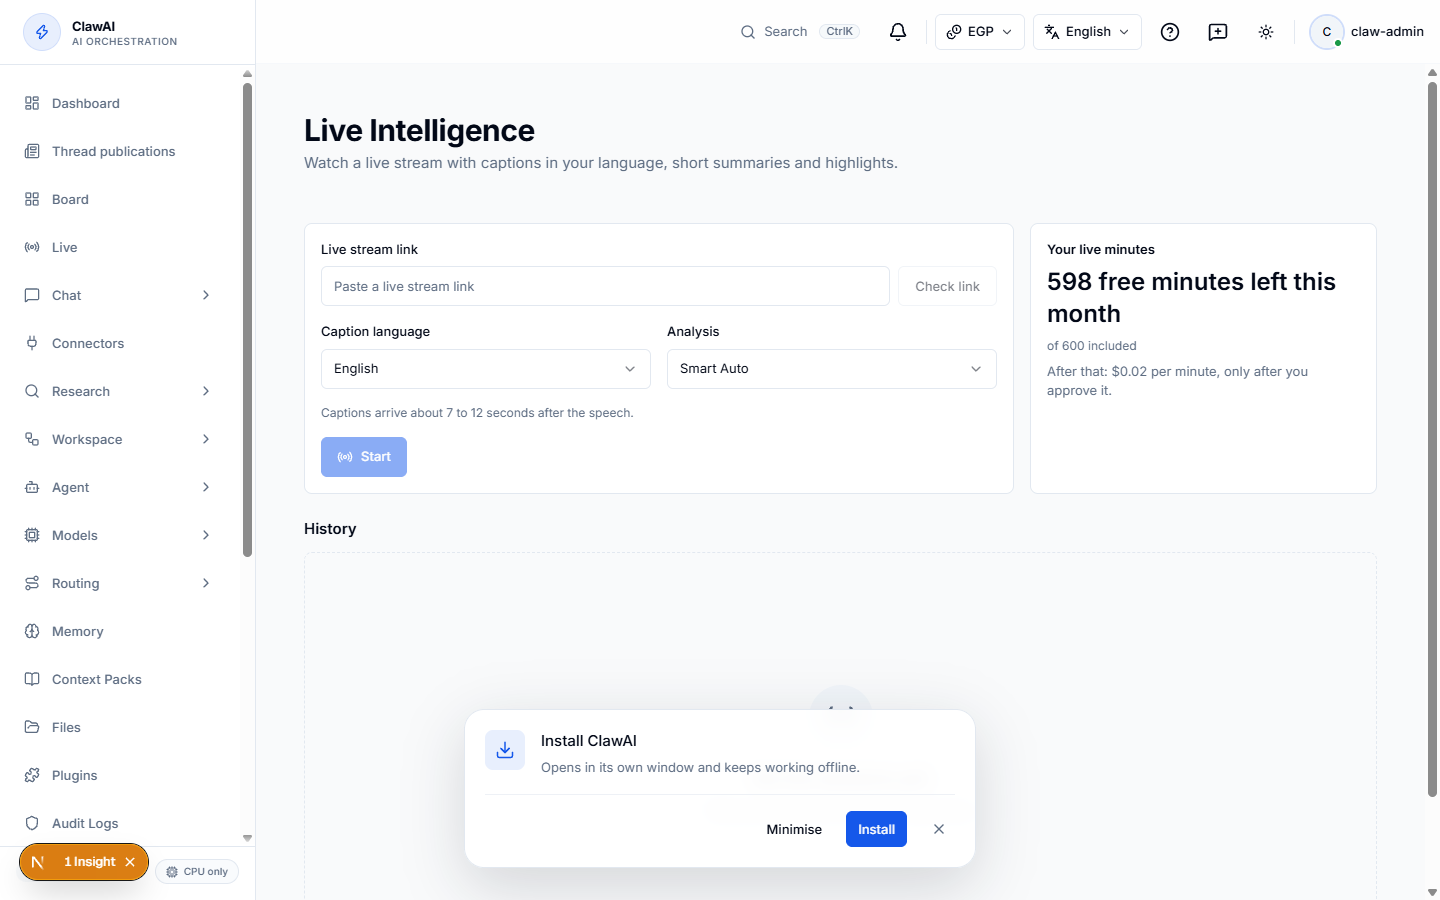 ClawAI
AI ORCHESTRATION
Search
CtrlK
EGP
English
C
claw-admin
Dashboard
Thread publications
Board
Live
Chat
Connectors
Research
Workspace
Agent
Models
Routing
Memory
Context Packs
Files
Plugins
Audit Logs
1 Insight
CPU only
Live Intelligence
Watch a live stream with captions in your language, short summaries and highlights.
Live stream link
Paste a live stream link
Check link
Caption language
Analysis
English
Smart Auto
Captions arrive about 7 to 12 seconds after the speech.
Start
Your live minutes
598 free minutes left this
month
of 600 included
After that: $0.02 per minute, only after you
approve it.
History
Install ClawAI
Opens in its own window and keeps working offline.
Minimise
Install